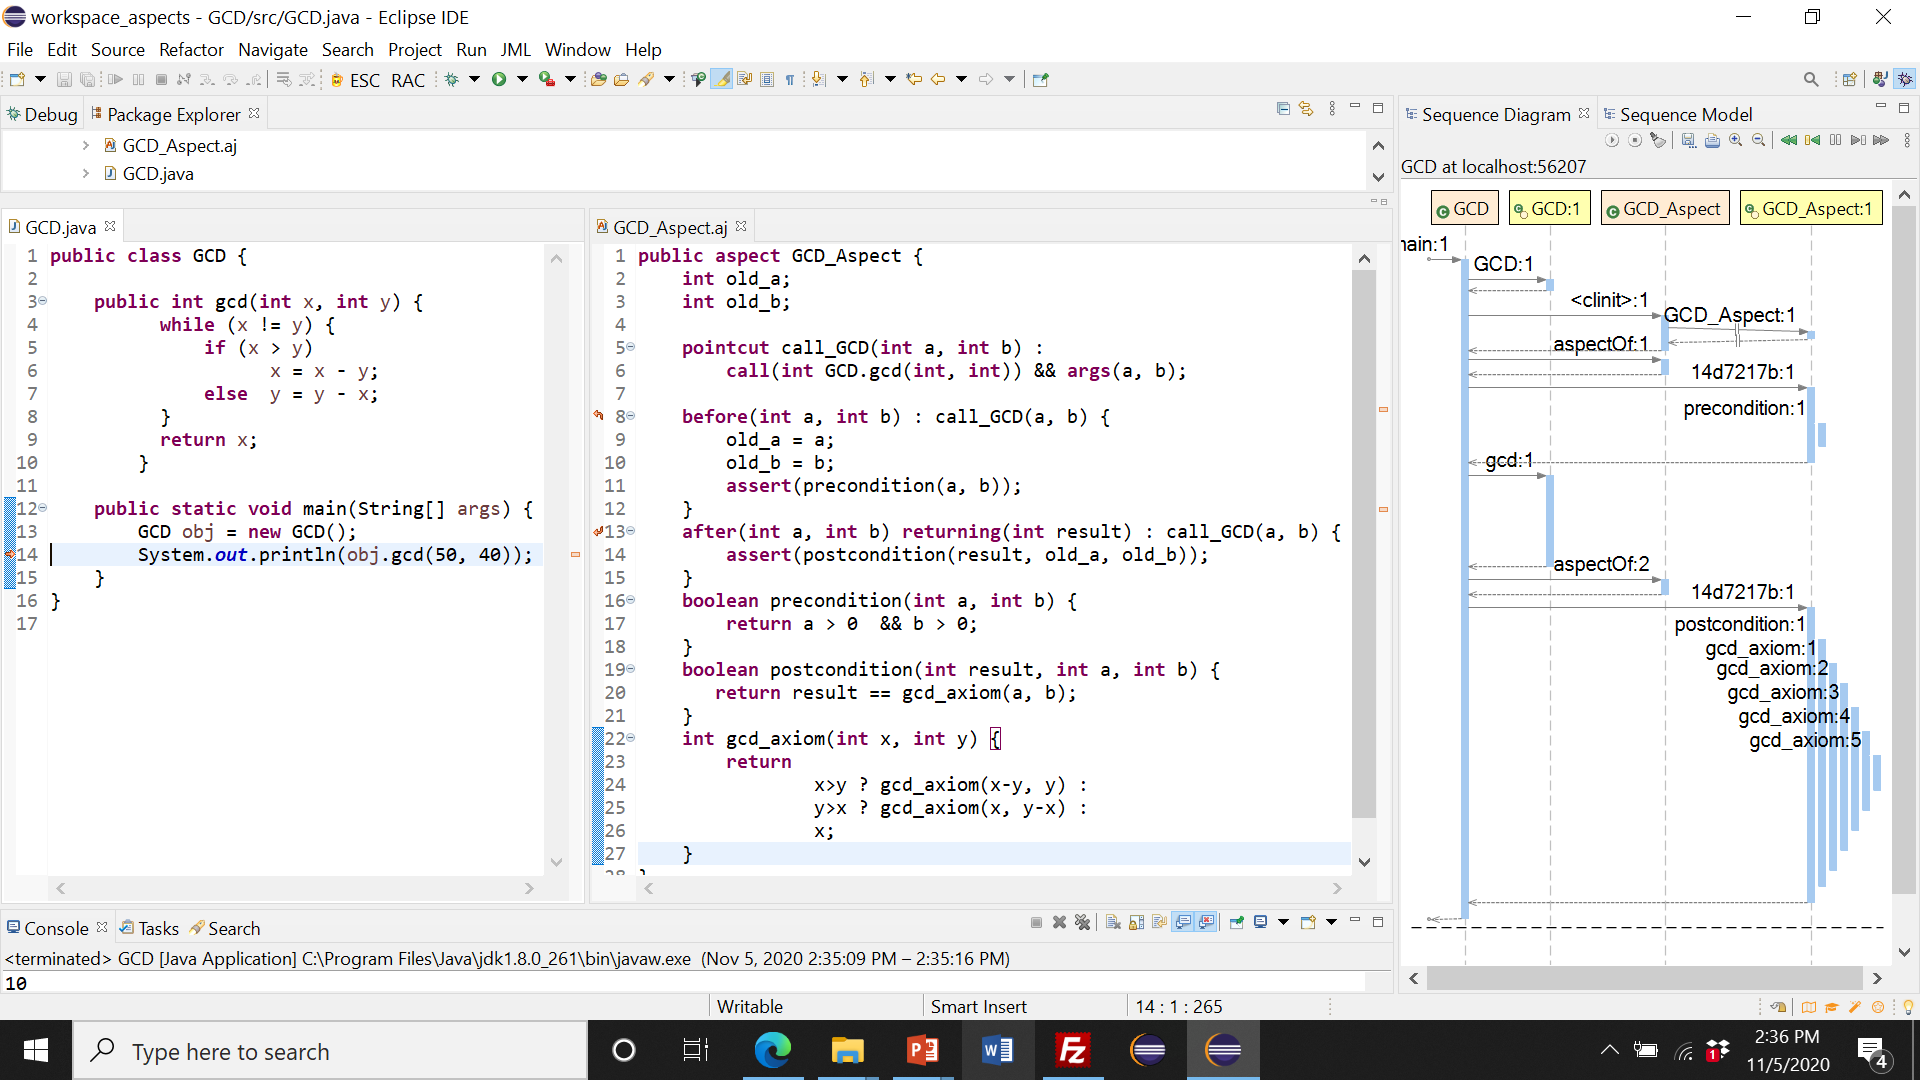 workspace_aspects - GCD/src/GCD.java - Eclipse IDE
File Edit Source Refactor Navigate Search Project Run JML Window Help
ESC RAC
Debug Package Explorer
GCD_Aspect.aj
GCD.java
GCD.java
1 public class GCD {
2
3 public int gcd(int x, int y) {
4 while (x != y) {
5 if (x > y)
6 x = x - y;
7 else y = y - x;
8 }
9 return x;
10 }
11
12 public static void main(String[] args) {
13 GCD obj = new GCD();
14 System.out.println(obj.gcd(50, 40));
15 }
16 }
17
GCD_Aspect.aj
1 public aspect GCD_Aspect {
2 int old_a;
3 int old_b;
4
5 pointcut call_GCD(int a, int b) :
6 call(int GCD.gcd(int, int)) && args(a, b);
7
8 before(int a, int b) : call_GCD(a, b) {
9 old_a = a;
10 old_b = b;
11 assert(precondition(a, b));
12 }
13 after(int a, int b) returning(int result) : call_GCD(a, b) {
14 assert(postcondition(result, old_a, old_b));
15 }
16 boolean precondition(int a, int b) {
17 return a > 0 && b > 0;
18 }
19 boolean postcondition(int result, int a, int b) {
20 return result == gcd_axiom(a, b);
21 }
22 int gcd_axiom(int x, int y) {
23 return
24 x>y ? gcd_axiom(x-y, y) :
25 y>x ? gcd_axiom(x, y-x) :
26 x;
27 }
Sequence Diagram Sequence Model
GCD at localhost:56207
GCD GCD:1 GCD_Aspect GCD_Aspect:1
nain:1
GCD:1
<clinit>:1
GCD_Aspect:1
aspectOf:1
14d7217b:1
precondition:1
gcd:1
aspectOf:2
14d7217b:1
postcondition:1
gcd_axiom:1
gcd_axiom:2
gcd_axiom:3
gcd_axiom:4
gcd_axiom:5
Console Tasks Search
<terminated> GCD [Java Application] C:\Program Files\Java\jdk1.8.0_261\bin\javaw.exe (Nov 5, 2020 2:35:09 PM – 2:35:16 PM)
10
Writable Smart Insert 14 : 1 : 265
Type here to search
2:36 PM
11/5/2020
1
4